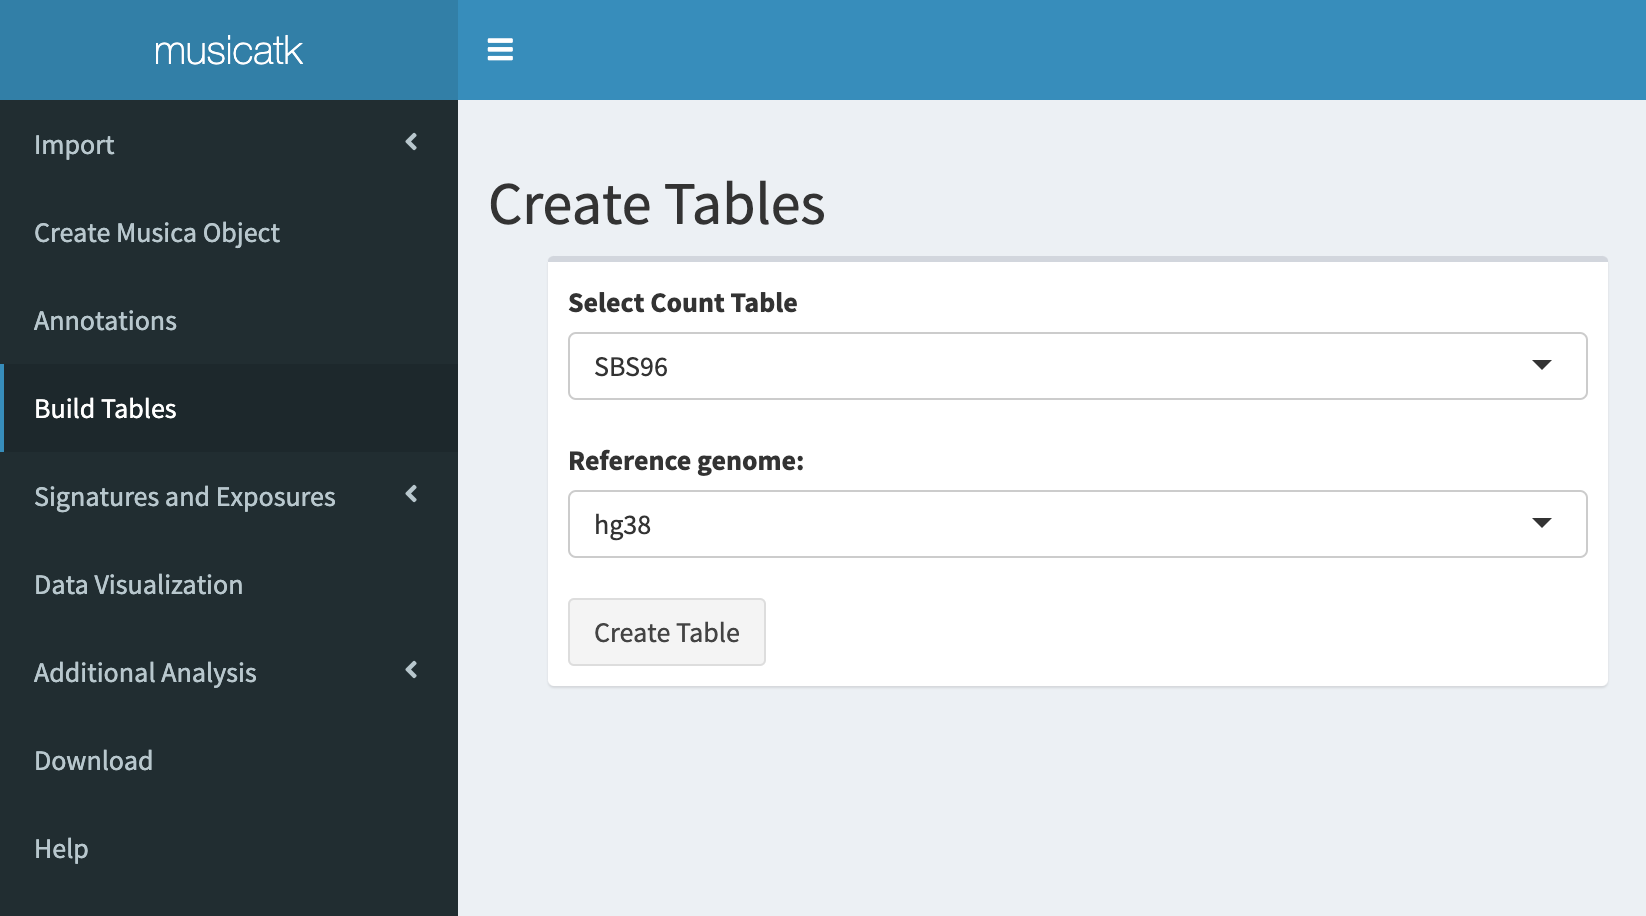 musicatk
Import
Create Musica Object
Annotations
Build Tables
Signatures and Exposures
Data Visualization
Additional Analysis
Download
Help
Create Tables
Select Count Table
SBS96
Reference genome:
hg38
Create Table